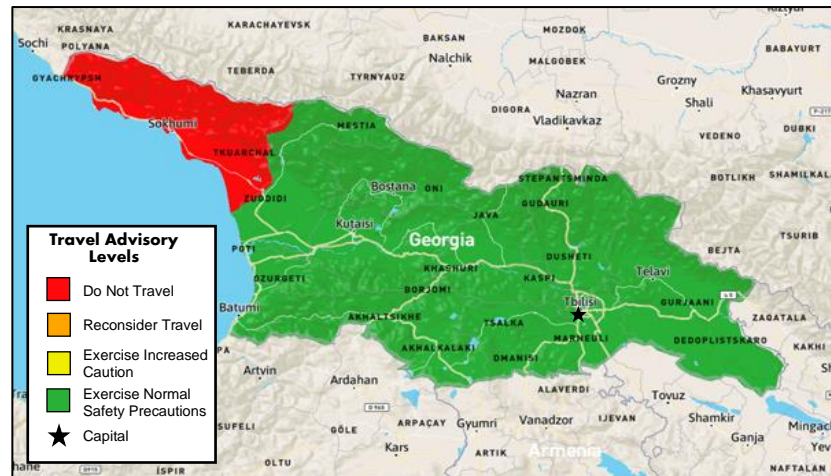 KRASNAYA
POLYANA
KARACHAYEVSK
BAKSAN
MOZDOK
BABAYURT
Sochi
Nalchik
MALGOBEK
TEBERDA
TYRNYAUZ
Grozny
Khasavyurt
GYACHRYPSH
Nazran
Shali
DIGORA
Vladikavkaz
DUBKI
Sokhumi
MESTIA
VEDENO
TKUARCHAL
BOTLIKH
SHAMILKALA
Bostana
ONI
STEPANTSMINDA
ZUGDIDI
GUDAURI
JAVA
TSURIB
Kutaisi
Georgia
BEJTA
POTI
DUSHETI
KHASHURI
KASPI
Telavi
OZURGETI
BORJOMI
Tbilisi
GURJAANI
Batumi
AKHALTSIKHE
TSALKA
ZAQATALA
MARNEULI
AKHALKALAKI
DEDOPLISTSKARO
KAKHI
DMANISI
Artvin
Ardahan
ALAVERDI
Tovuz
Shamkir
ARPAÇAY
Gyumri
Vanadzor
IJEVAN
GÖLE
Ganja
Kars
ARTIK
Armenia
OLTU
İSPİR
NAFTALAN
Travel Advisory
Levels
Do Not Travel
Reconsider Travel
Exercise Increased
Caution
Exercise Normal
Safety Precautions
Capital